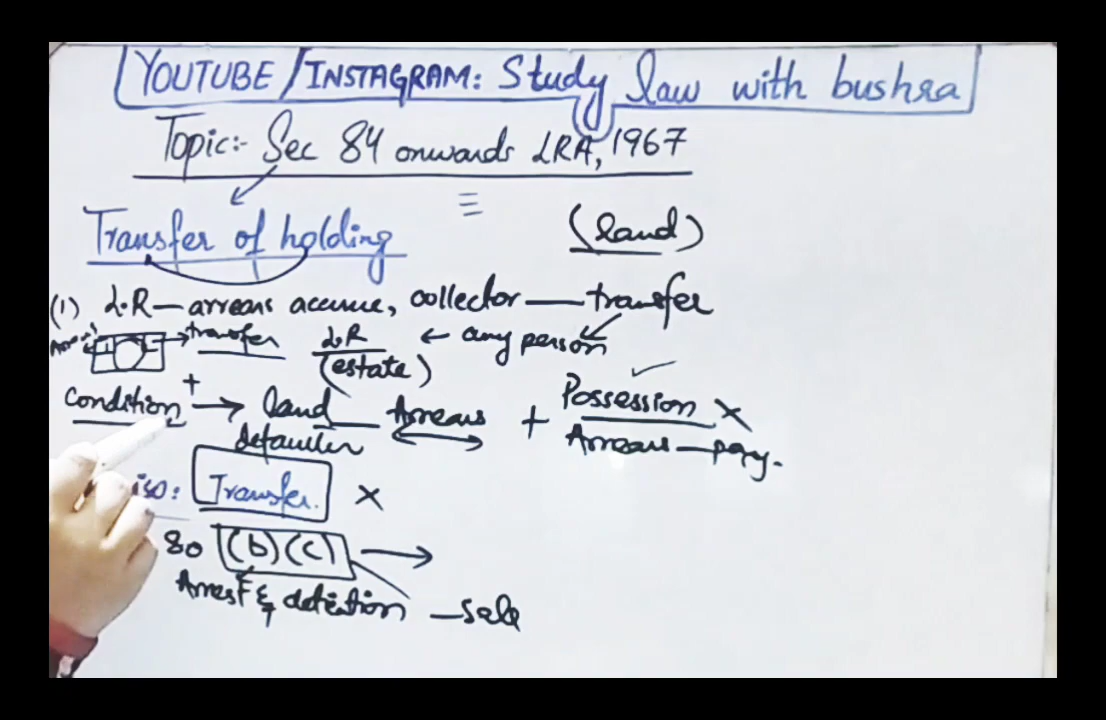 YOUTUBE/INSTAGRAM: Study law with bushra
Topic:- Sec 84 onwards LRA, 1967
Transfer of holding (land)
(1) L.R — arrears accrue, collector — transfer
transfer L.R ← any person
(estate)
Condition + → land Arrears + Possession X
defaulter Arrears — pay.
iso: Transfer. X
80 (b)(c) →
Arrest & detention — sale